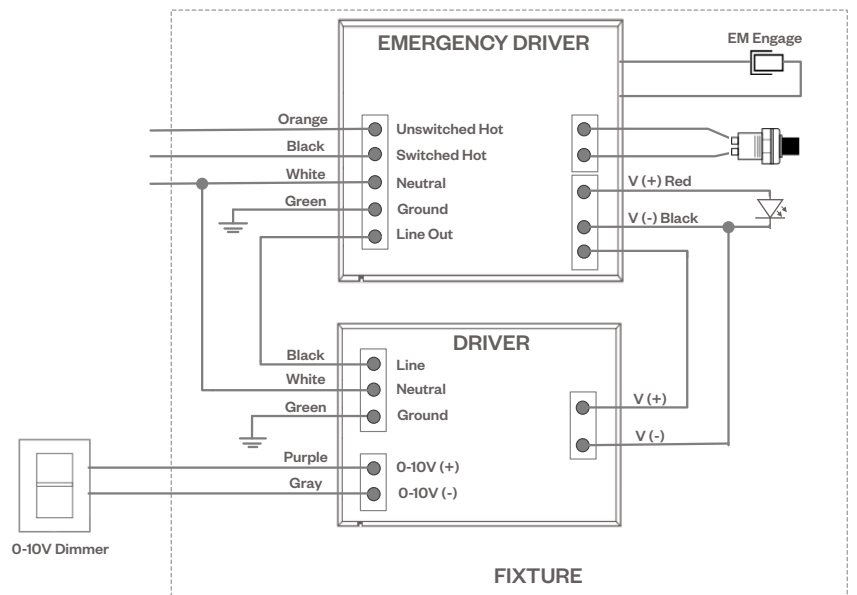 EMERGENCY DRIVER
EM Engage
Orange
Unswitched Hot
Black
Switched Hot
White
Neutral
V (+) Red
Green
Ground
V (-) Black
Line Out
DRIVER
Black
Line
White
Neutral
V (+)
Green
Ground
V (-)
Purple
0-10V (+)
Gray
0-10V (-)
0-10V Dimmer
FIXTURE